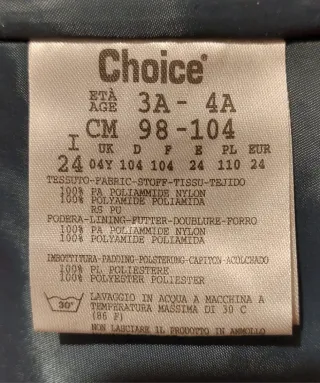 Choice®
ETÀ
AGE 3A - 4A
CM 98-104
I UK D F E PL EUR
24 04Y 104 104 24 110 24
TESSUTO-FABRIC-STOFF-TISSU-TEJIDO
100% PA POLIAMMIDE NYLON
100% POLYAMIDE POLIAMIDA
RS PU
FODERA-LINING-FUTTER-DOUBLURE-FORRO
100% PA POLIAMMIDE NYLON
100% POLYAMIDE POLIAMIDA
IMBOTTITURA-PADDING-POLSTERUNG-CAPITON-ACOLCHADO
100% PL POLIESTERE
100% POLYESTER POLIESTER
30°
LAVAGGIO IN ACQUA A MACCHINA A
TEMPERATURA MASSIMA DI 30 C
(86 F)
NON LASCIARE IL PRODOTTO IN AMMOLLO